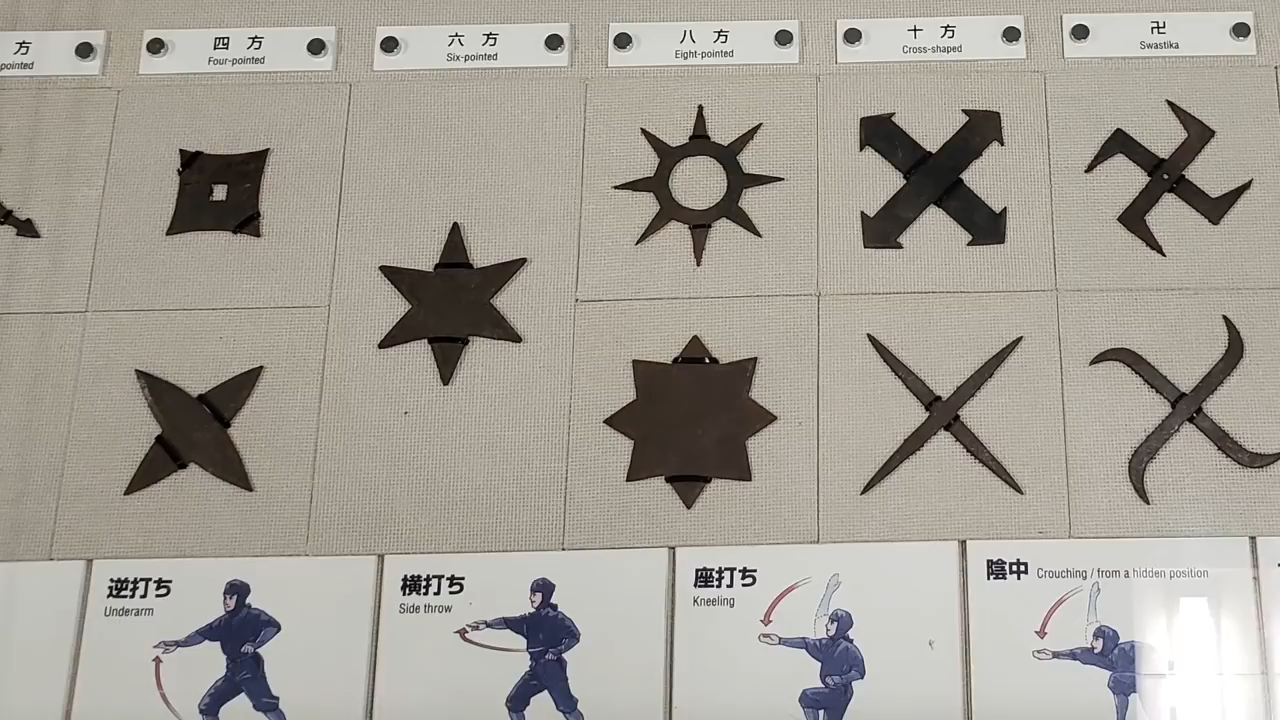 方
pointed
四 方
Four-pointed
六 方
Six-pointed
八 方
Eight-pointed
十 方
Cross-shaped
卍
Swastika
逆打ち
Underarm
横打ち
Side throw
座打ち
Kneeling
陰中 Crouching / from a hidden position